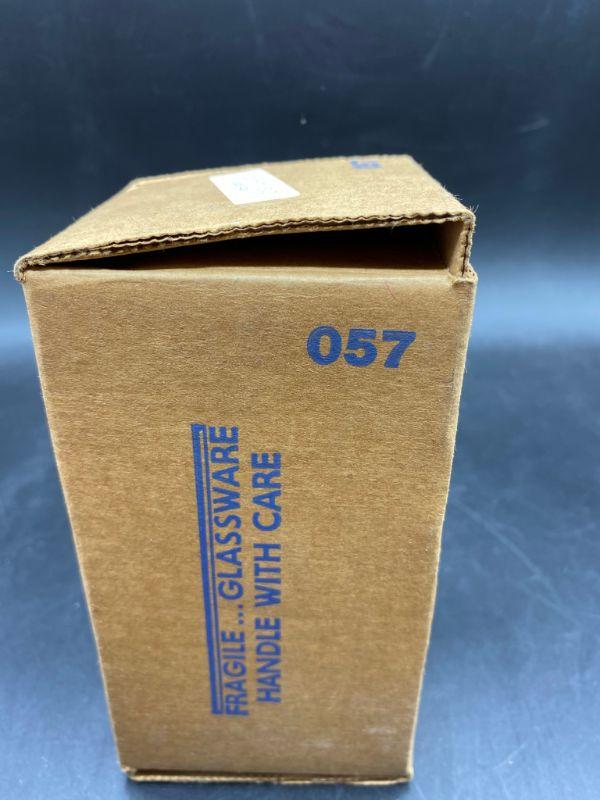 057
FRAGILE ... GLASSWARE
HANDLE WITH CARE